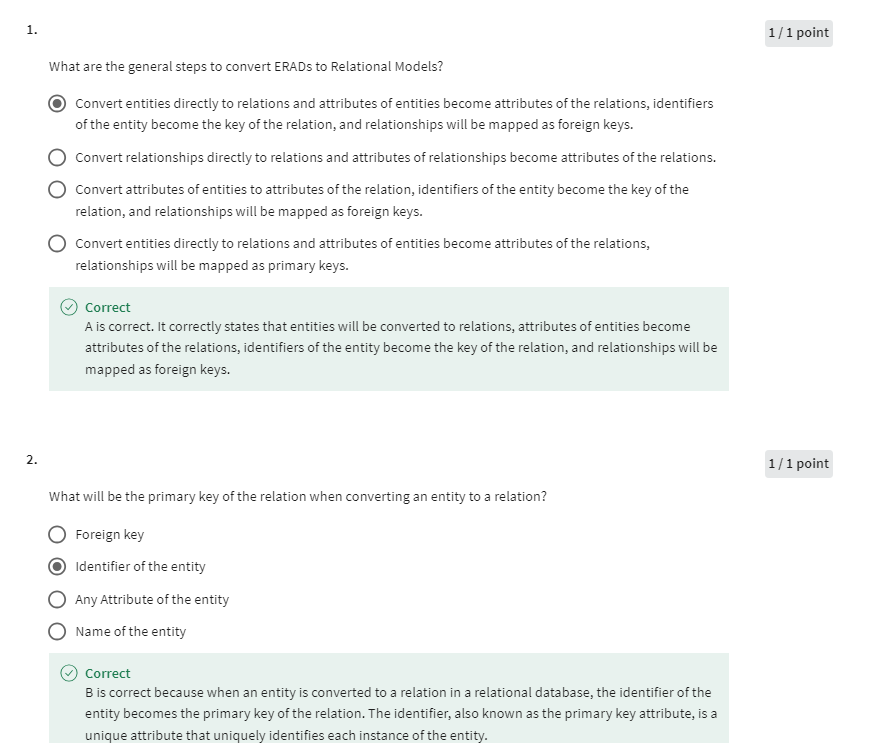 1.
1 / 1 point
What are the general steps to convert ERADs to Relational Models?
Convert entities directly to relations and attributes of entities become attributes of the relations, identifiers
of the entity become the key of the relation, and relationships will be mapped as foreign keys.
Convert relationships directly to relations and attributes of relationships become attributes of the relations.
Convert attributes of entities to attributes of the relation, identifiers of the entity become the key of the
relation, and relationships will be mapped as foreign keys.
Convert entities directly to relations and attributes of entities become attributes of the relations,
relationships will be mapped as primary keys.
Correct
A is correct. It correctly states that entities will be converted to relations, attributes of entities become
attributes of the relations, identifiers of the entity become the key of the relation, and relationships will be
mapped as foreign keys.
2.
1 / 1 point
What will be the primary key of the relation when converting an entity to a relation?
Foreign key
Identifier of the entity
Any Attribute of the entity
Name of the entity
Correct
B is correct because when an entity is converted to a relation in a relational database, the identifier of the
entity becomes the primary key of the relation. The identifier, also known as the primary key attribute, is a
unique attribute that uniquely identifies each instance of the entity.